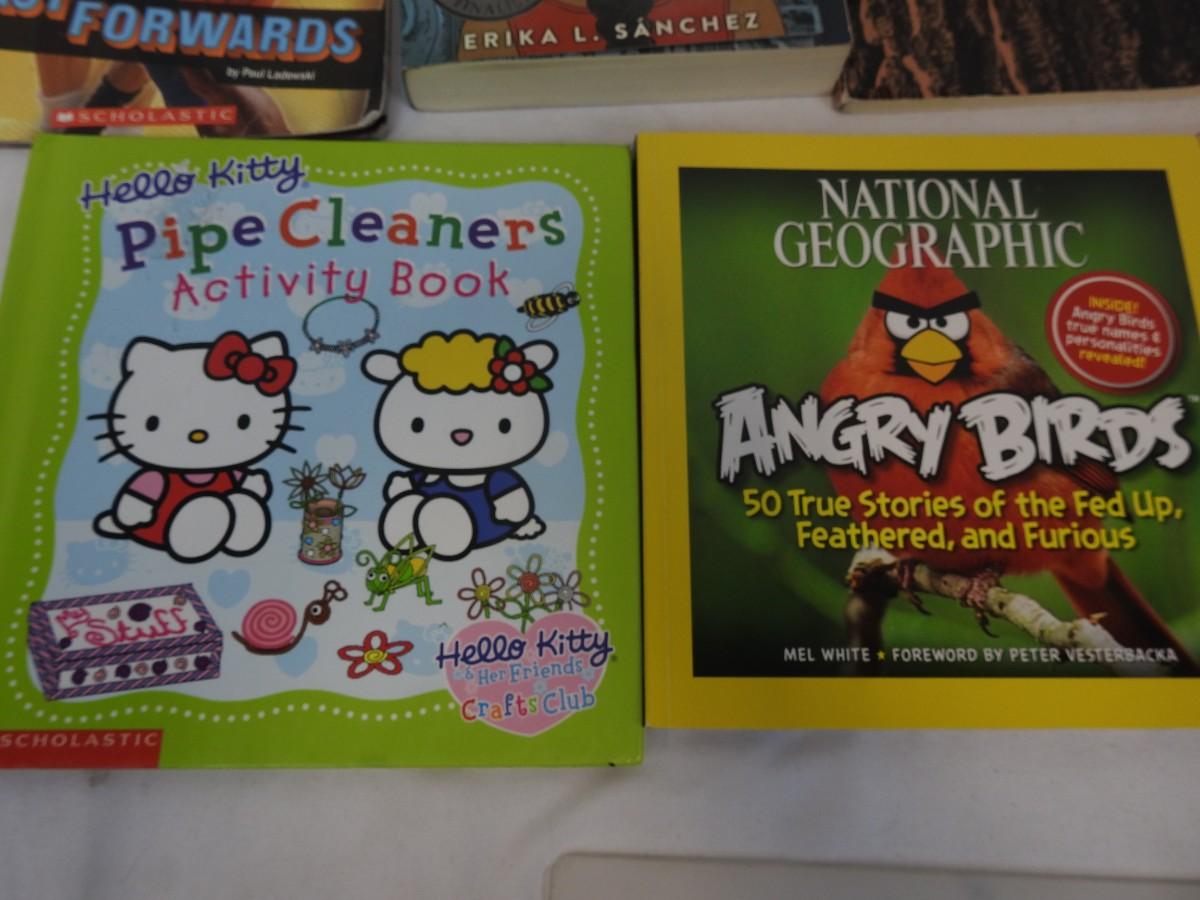 FORWARDS
by Paul Ladewski
SCHOLASTIC
FINALIST
ERIKA L. SÁNCHEZ
Hello Kitty
Pipe Cleaners
Activity Book
My
Stuff
Hello Kitty
& Her Friends
Crafts Club
SCHOLASTIC
NATIONAL
GEOGRAPHIC
INSIDE!
Angry Birds
true names &
personalities
revealed!
ANGRY BIRDS™
50 True Stories of the Fed Up,
Feathered, and Furious
MEL WHITE ★ FOREWORD BY PETER VESTERBACKA